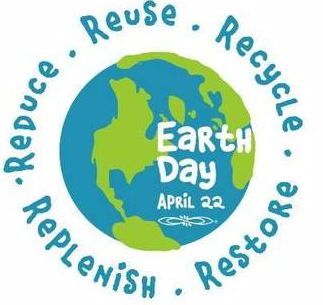 Reduce . Reuse . Recycle . Restore . Replenish .
Earth
Day
April 22